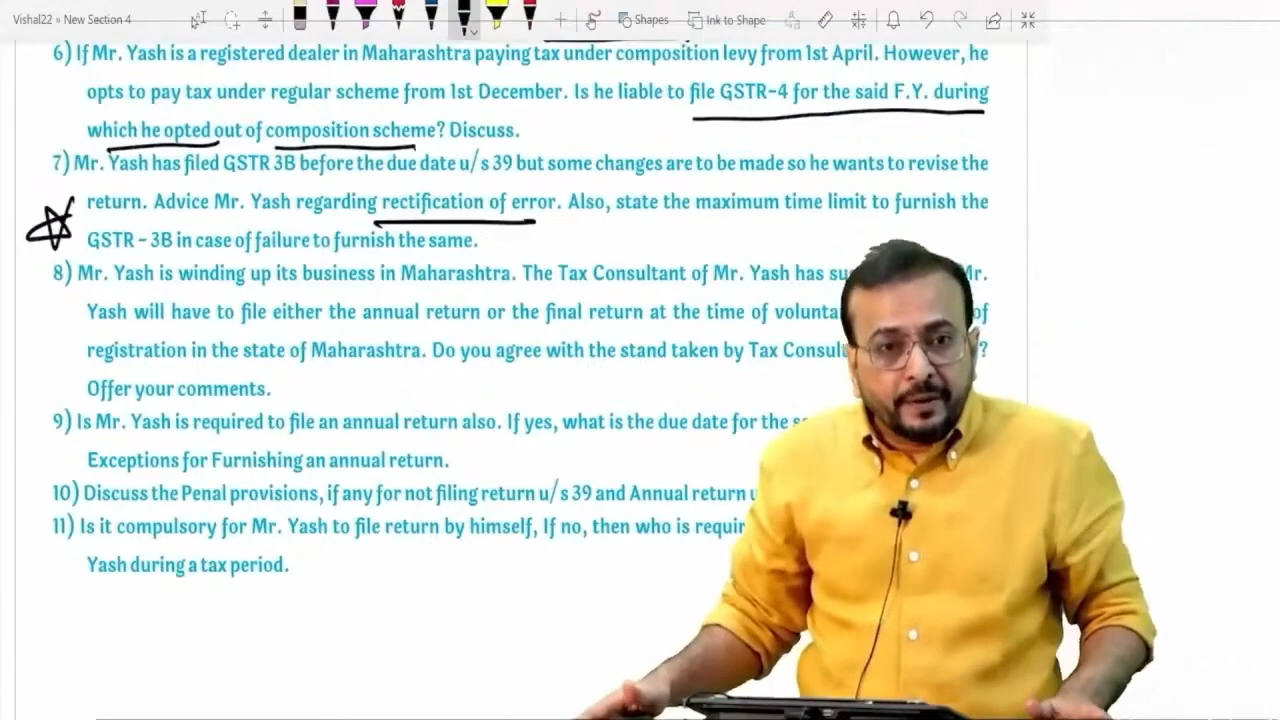 Vishal22 » New Section 4
Shapes
Ink to Shape
6) If Mr. Yash is a registered dealer in Maharashtra paying tax under composition levy from 1st April. However, he
opts to pay tax under regular scheme from 1st December. Is he liable to file GSTR-4 for the said F.Y. during
which he opted out of composition scheme? Discuss.
7) Mr. Yash has filed GSTR 3B before the due date u/s 39 but some changes are to be made so he wants to revise the
return. Advice Mr. Yash regarding rectification of error. Also, state the maximum time limit to furnish the
GSTR - 3B in case of failure to furnish the same.
8) Mr. Yash is winding up its business in Maharashtra. The Tax Consultant of Mr. Yash has Mr.
Yash will have to file either the annual return or the final return at the time of of
registration in the state of Maharashtra. Do you agree with the stand taken by Tax ?
Offer your comments.
9) Is Mr. Yash is required to file an annual return also. If yes, what is the due date for the
Exceptions for Furnishing an annual return.
10) Discuss the Penal provisions, if any for not filing return u/s 39 and Annual return
11) Is it compulsory for Mr. Yash to file return by himself, If no, then who is
Yash during a tax period.